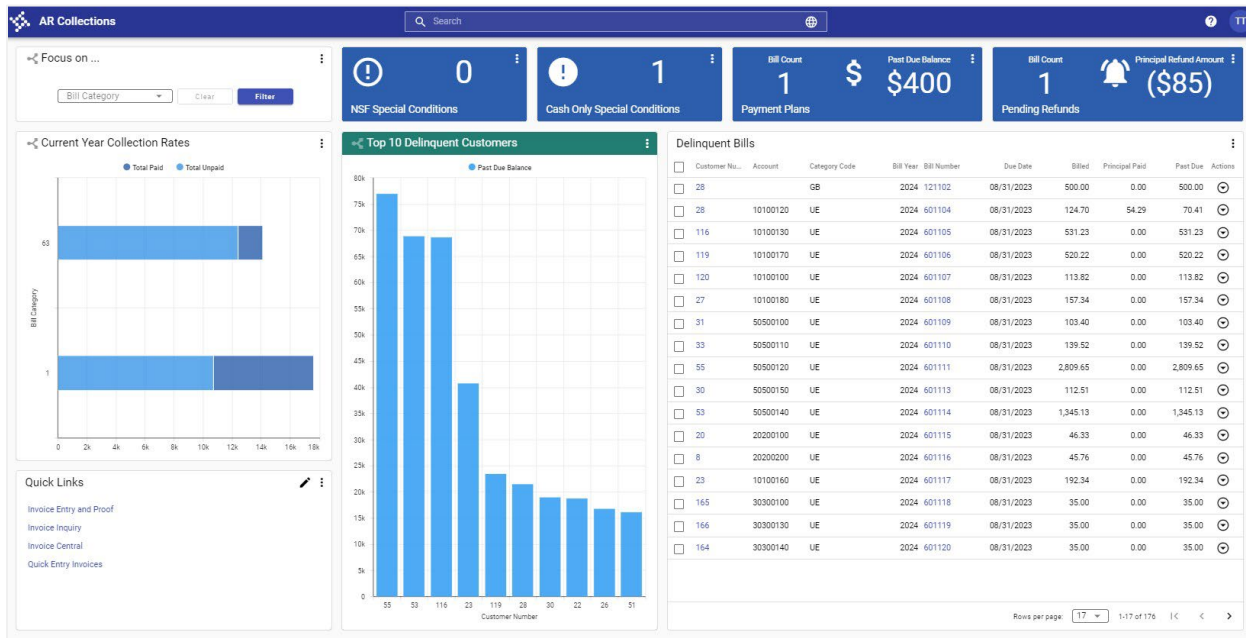 AR Collections
Search
TT
Focus on ...
Bill Category
Clear
Filter
0
NSF Special Conditions
1
Cash Only Special Conditions
Bill Count
1
Past Due Balance
$400
Payment Plans
Bill Count
1
Principal Refund Amount
($85)
Pending Refunds
Current Year Collection Rates
Total Paid Total Unpaid
63
Bill Category
1
0 2k 4k 6k 8k 10k 12k 14k 16k 18k
Quick Links
Invoice Entry and Proof
Invoice Inquiry
Invoice Central
Quick Entry Invoices
Top 10 Delinquent Customers
Past Due Balance
80k
75k
70k
65k
60k
55k
50k
45k
40k
35k
30k
25k
20k
15k
10k
5k
0
55 53 116 23 119 28 30 22 26 51
Customer Number
Delinquent Bills
Customer Nu... Account Category Code Bill Year Bill Number Due Date Billed Principal Paid Past Due Actions
28 GB 2024 121102 08/31/2023 500.00 0.00 500.00
28 10100120 UE 2024 601104 08/31/2023 124.70 54.29 70.41
116 10100130 UE 2024 601105 08/31/2023 531.23 0.00 531.23
119 10100170 UE 2024 601106 08/31/2023 520.22 0.00 520.22
120 10100100 UE 2024 601107 08/31/2023 113.82 0.00 113.82
27 10100180 UE 2024 601108 08/31/2023 157.34 0.00 157.34
31 50500100 UE 2024 601109 08/31/2023 103.40 0.00 103.40
33 50500110 UE 2024 601110 08/31/2023 139.52 0.00 139.52
55 50500120 UE 2024 601111 08/31/2023 2,809.65 0.00 2,809.65
30 50500150 UE 2024 601113 08/31/2023 112.51 0.00 112.51
53 50500140 UE 2024 601114 08/31/2023 1,345.13 0.00 1,345.13
20 20200100 UE 2024 601115 08/31/2023 46.33 0.00 46.33
8 20200200 UE 2024 601116 08/31/2023 45.76 0.00 45.76
23 10100160 UE 2024 601117 08/31/2023 192.34 0.00 192.34
165 30300100 UE 2024 601118 08/31/2023 35.00 0.00 35.00
166 30300130 UE 2024 601119 08/31/2023 35.00 0.00 35.00
164 30300140 UE 2024 601120 08/31/2023 35.00 0.00 35.00
Rows per page: 17 1-17 of 176